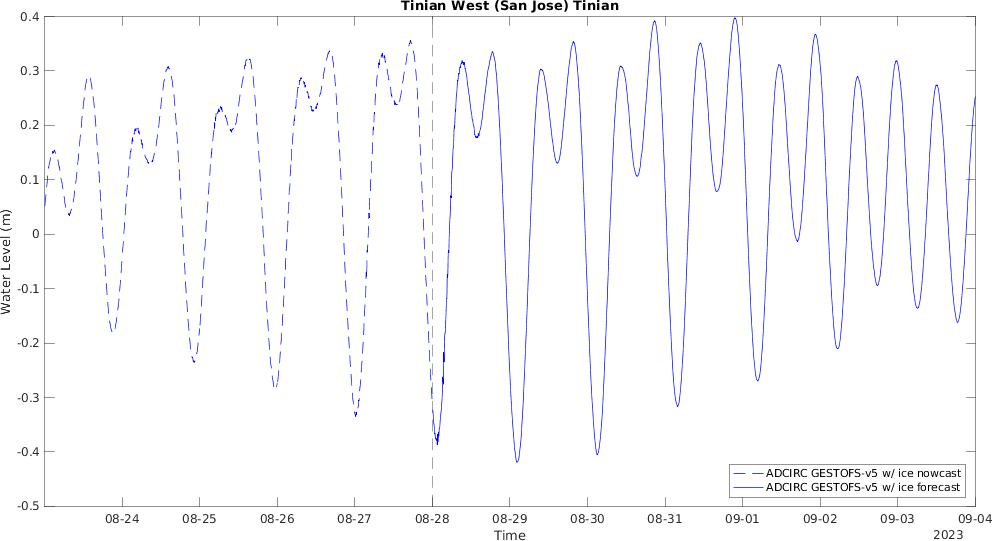 Tinian West (San Jose) Tinian
Water Level (m)
0.4
0.3
0.2
0.1
0
-0.1
-0.2
-0.3
-0.4
-0.5
ADCIRC GESTOFS-v5 w/ ice nowcast
ADCIRC GESTOFS-v5 w/ ice forecast
08-24 08-25 08-26 08-27 08-28 08-29 08-30 08-31 09-01 09-02 09-03 09-04
Time
2023